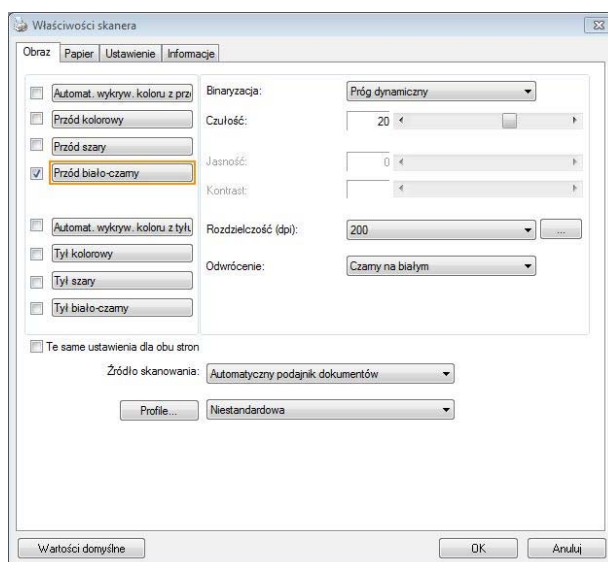 Właściwości skanera
Obraz Papier Ustawienie Informacje
Automat. wykryw. koloru z prz
Przód kolorowy
Przód szary
Przód biało-czarny
Automat. wykryw. koloru z tyłu
Tył kolorowy
Tył szary
Tył biało-czarny
Binaryzacja: Próg dynamiczny
Czułość: 20
Jasność: 0
Kontrast:
Rozdzielczość (dpi): 200 ...
Odwrócenie: Czarny na białym
Te same ustawienia dla obu stron
Źródło skanowania: Automatyczny podajnik dokumentów
Profile... Niestandardowa
Wartości domyślne OK Anuluj